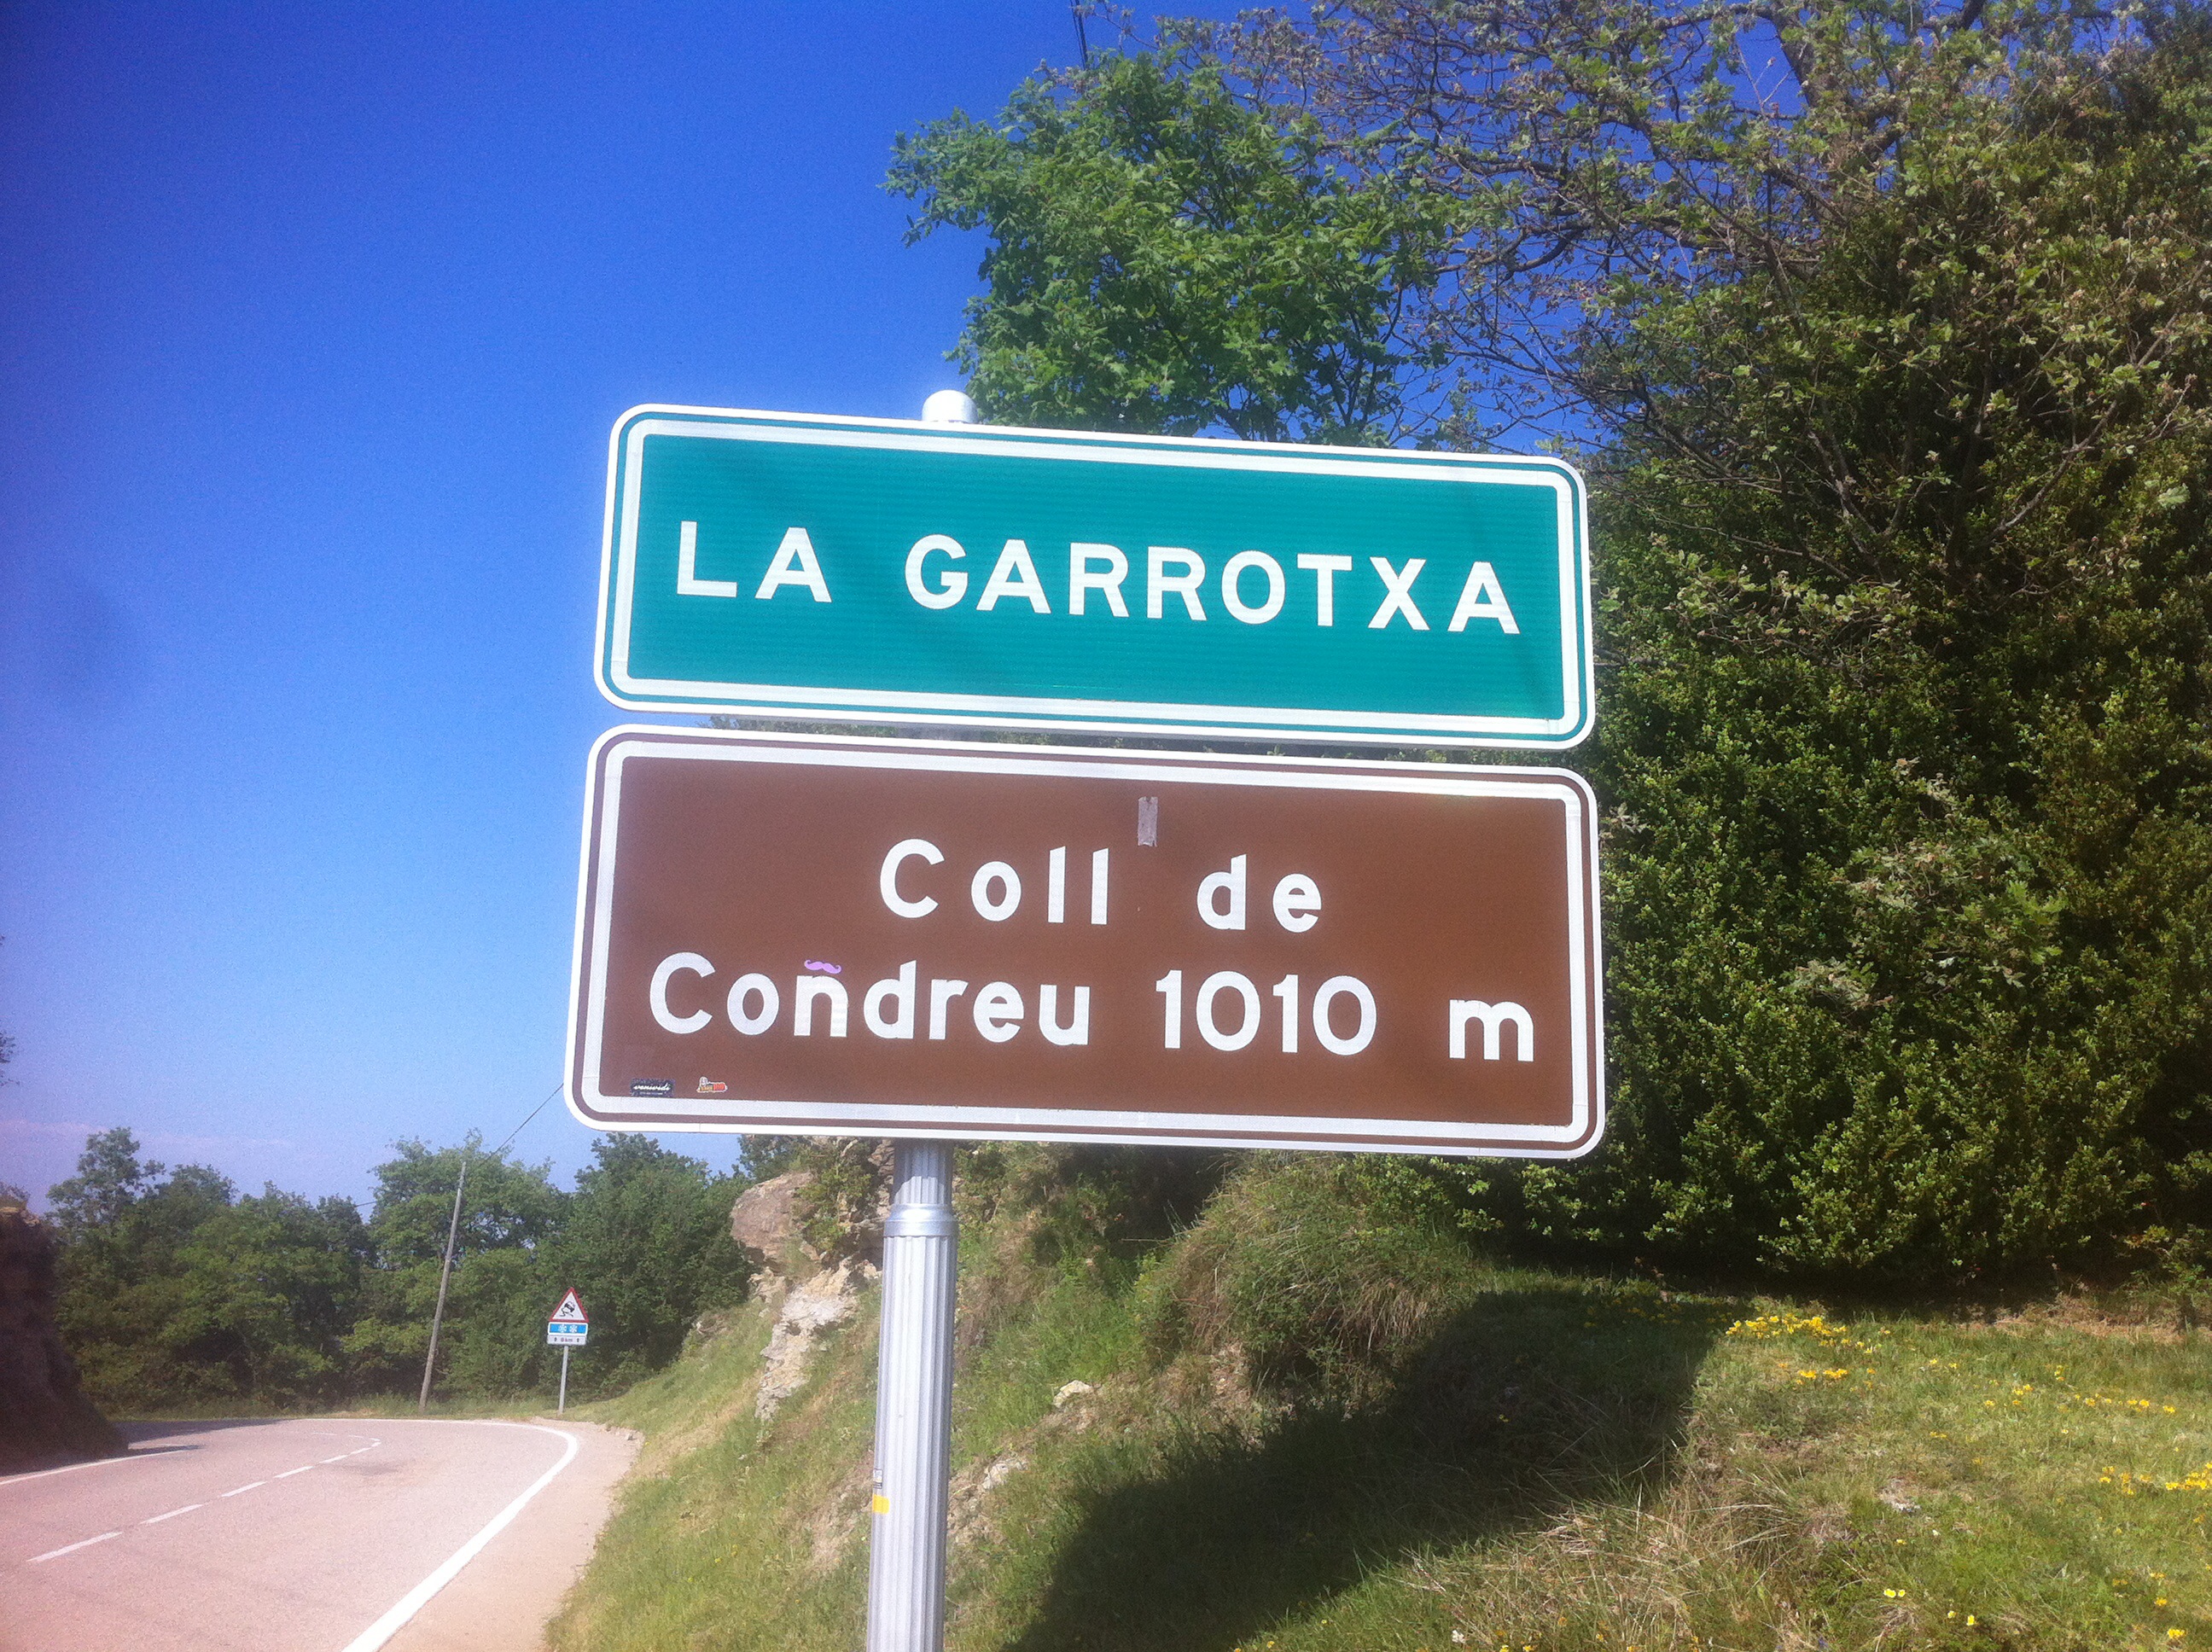 LA GARROTXA
Coll de
Condreu 1010 m